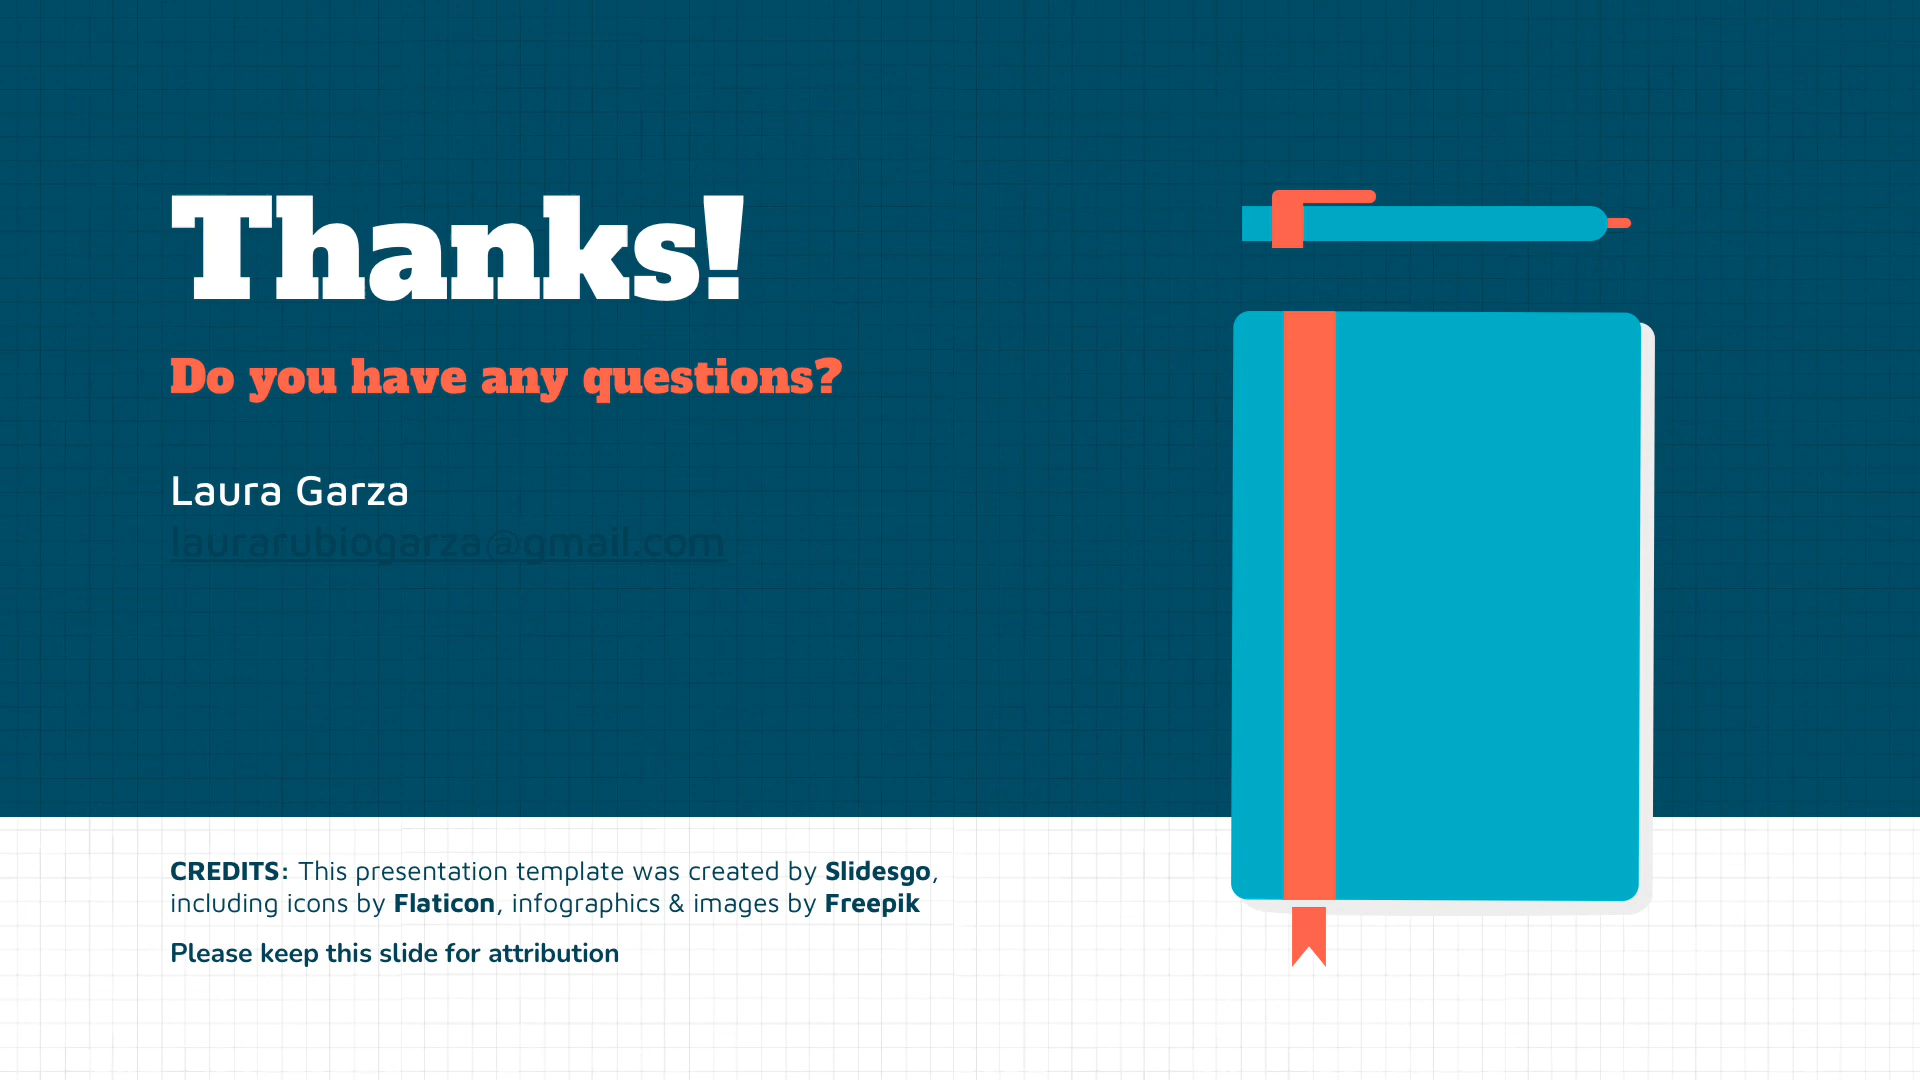 Thanks!
Do you have any questions?
Laura Garza
laurarubiogarza@gmail.com
CREDITS: This presentation template was created by Slidesgo,
including icons by Flaticon, infographics & images by Freepik
Please keep this slide for attribution